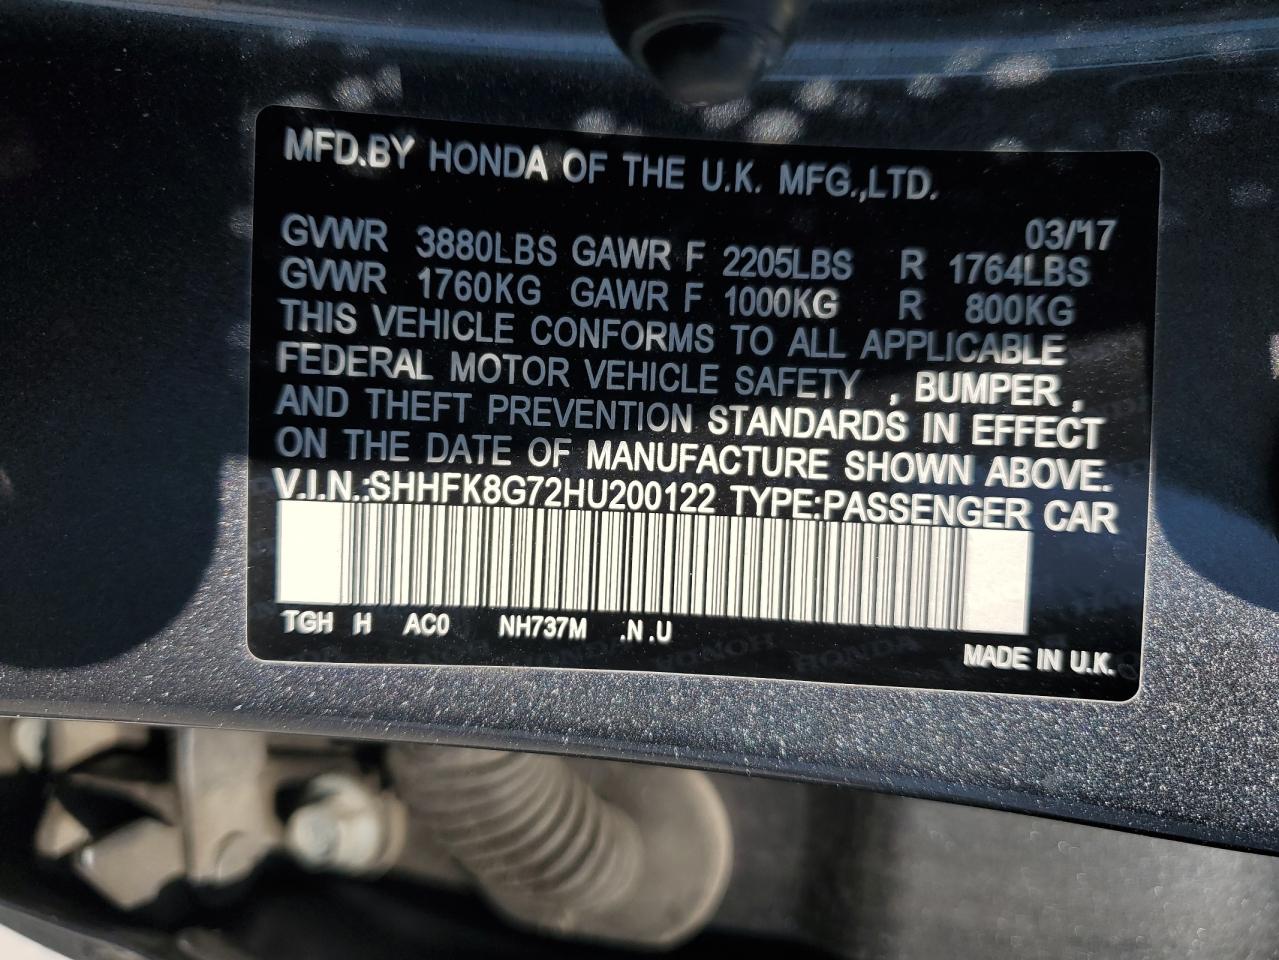 MFD.BY HONDA OF THE U.K. MFG.,LTD.
03/'17
GVWR 3880LBS GAWR F 2205LBS R 1764LBS
GVWR 1760KG GAWR F 1000KG R 800KG
THIS VEHICLE CONFORMS TO ALL APPLICABLE
FEDERAL MOTOR VEHICLE SAFETY , BUMPER ,
AND THEFT PREVENTION STANDARDS IN EFFECT
ON THE DATE OF MANUFACTURE SHOWN ABOVE.
V.I.N.:SHHFK8G72HU200122 TYPE:PASSENGER CAR
TGH H AC0 NH737M .N .U
MADE IN U.K.
HONDA